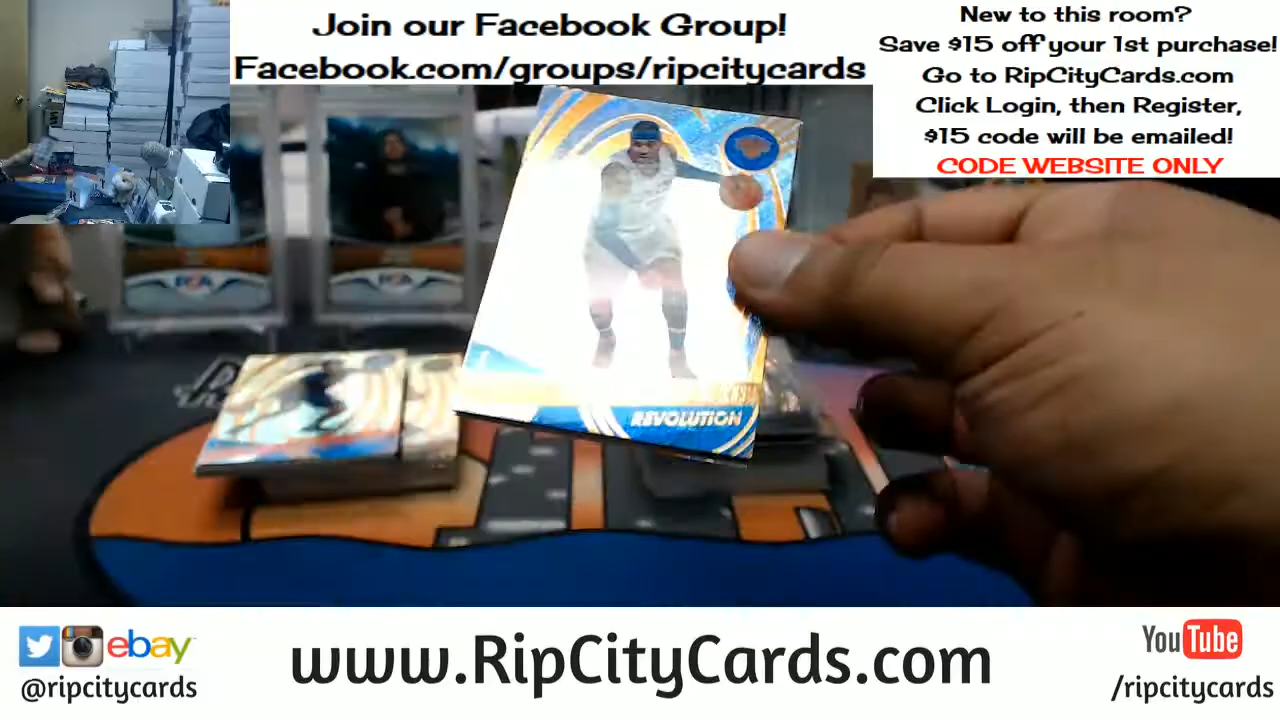 Join our Facebook Group!
Facebook.com/groups/ripcitycards
New to this room?
Save $15 off your 1st purchase!
Go to RipCityCards.com
Click Login, then Register,
$15 code will be emailed!
CODE WEBSITE ONLY
REVOLUTION
ebay
@ripcitycards
www.RipCityCards.com
YouTube
/ripcitycards